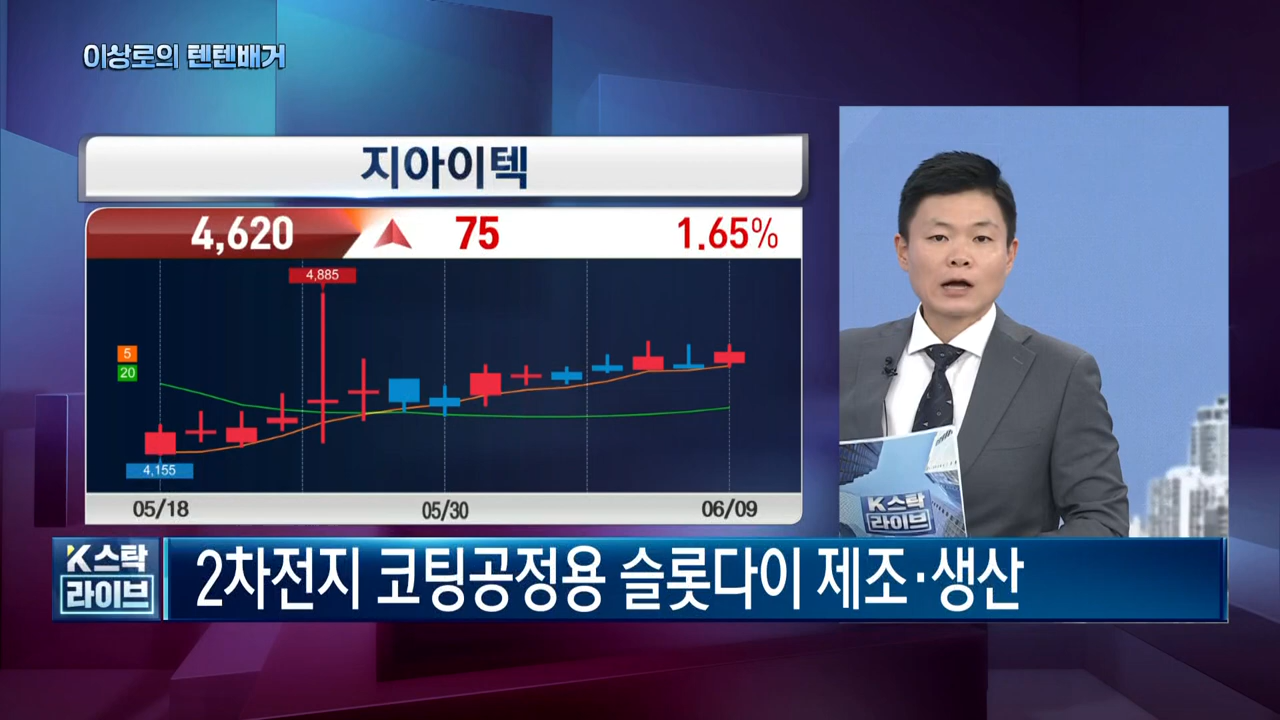 이상로의 텐텐배거
지아이텍
4,620 75 1.65%
4,885
5
20
4,155
05/18 05/30 06/09
K스탁
라이브
K스탁
라이브
2차전지 코팅공정용 슬롯다이 제조·생산